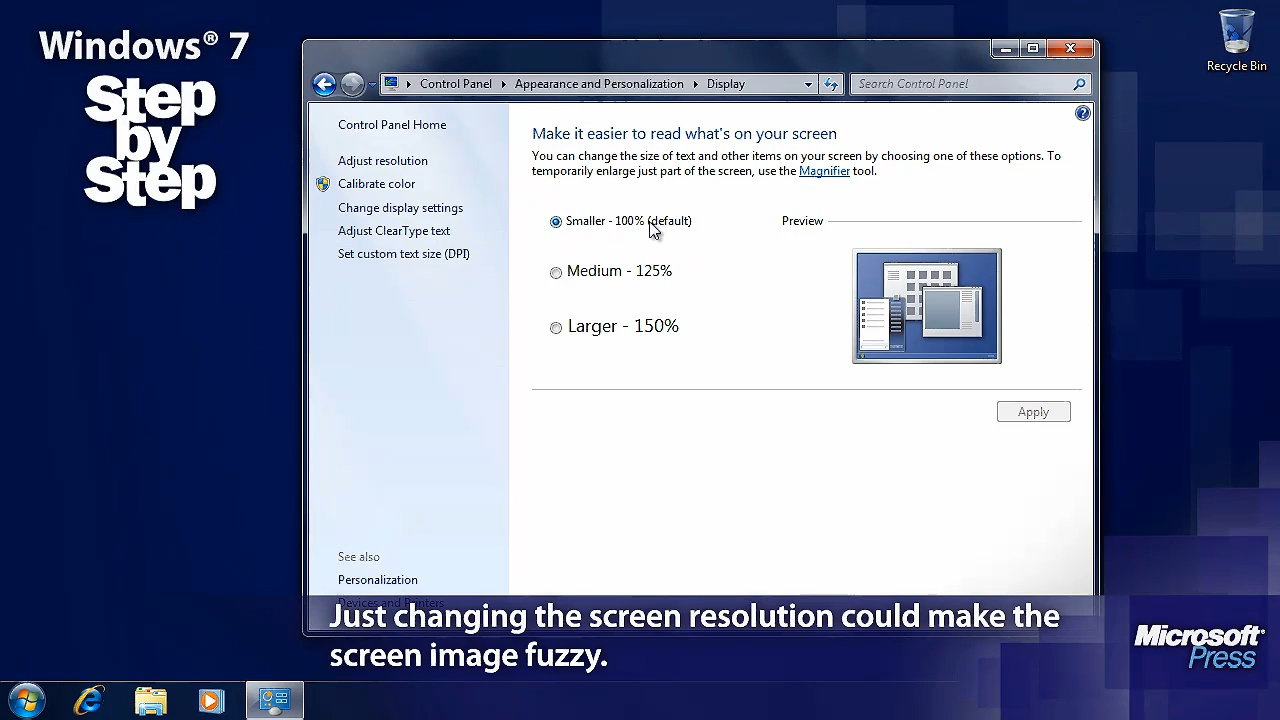 Windows® 7
Step
by
Step
Recycle Bin
Control Panel
Appearance and Personalization
Display
Search Control Panel
Control Panel Home
Adjust resolution
Calibrate color
Change display settings
Adjust ClearType text
Set custom text size (DPI)
See also
Personalization
Devices and Printers
Make it easier to read what's on your screen
You can change the size of text and other items on your screen by choosing one of these options. To
temporarily enlarge just part of the screen, use the Magnifier tool.
Smaller - 100% (default)
Preview
Medium - 125%
Larger - 150%
Apply
Just changing the screen resolution could make the
screen image fuzzy.
Microsoft®
Press